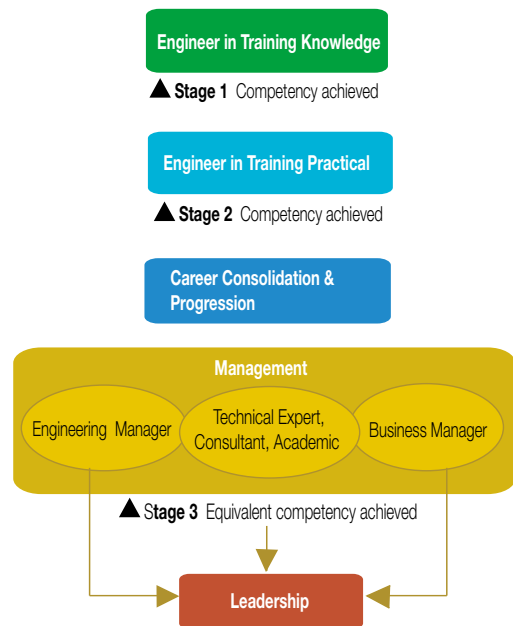 Engineer in Training Knowledge
Stage 1 Competency achieved
Engineer in Training Practical
Stage 2 Competency achieved
Career Consolidation &
Progression
Management
Engineering Manager
Technical Expert,
Consultant, Academic
Business Manager
Stage 3 Equivalent competency achieved
Leadership